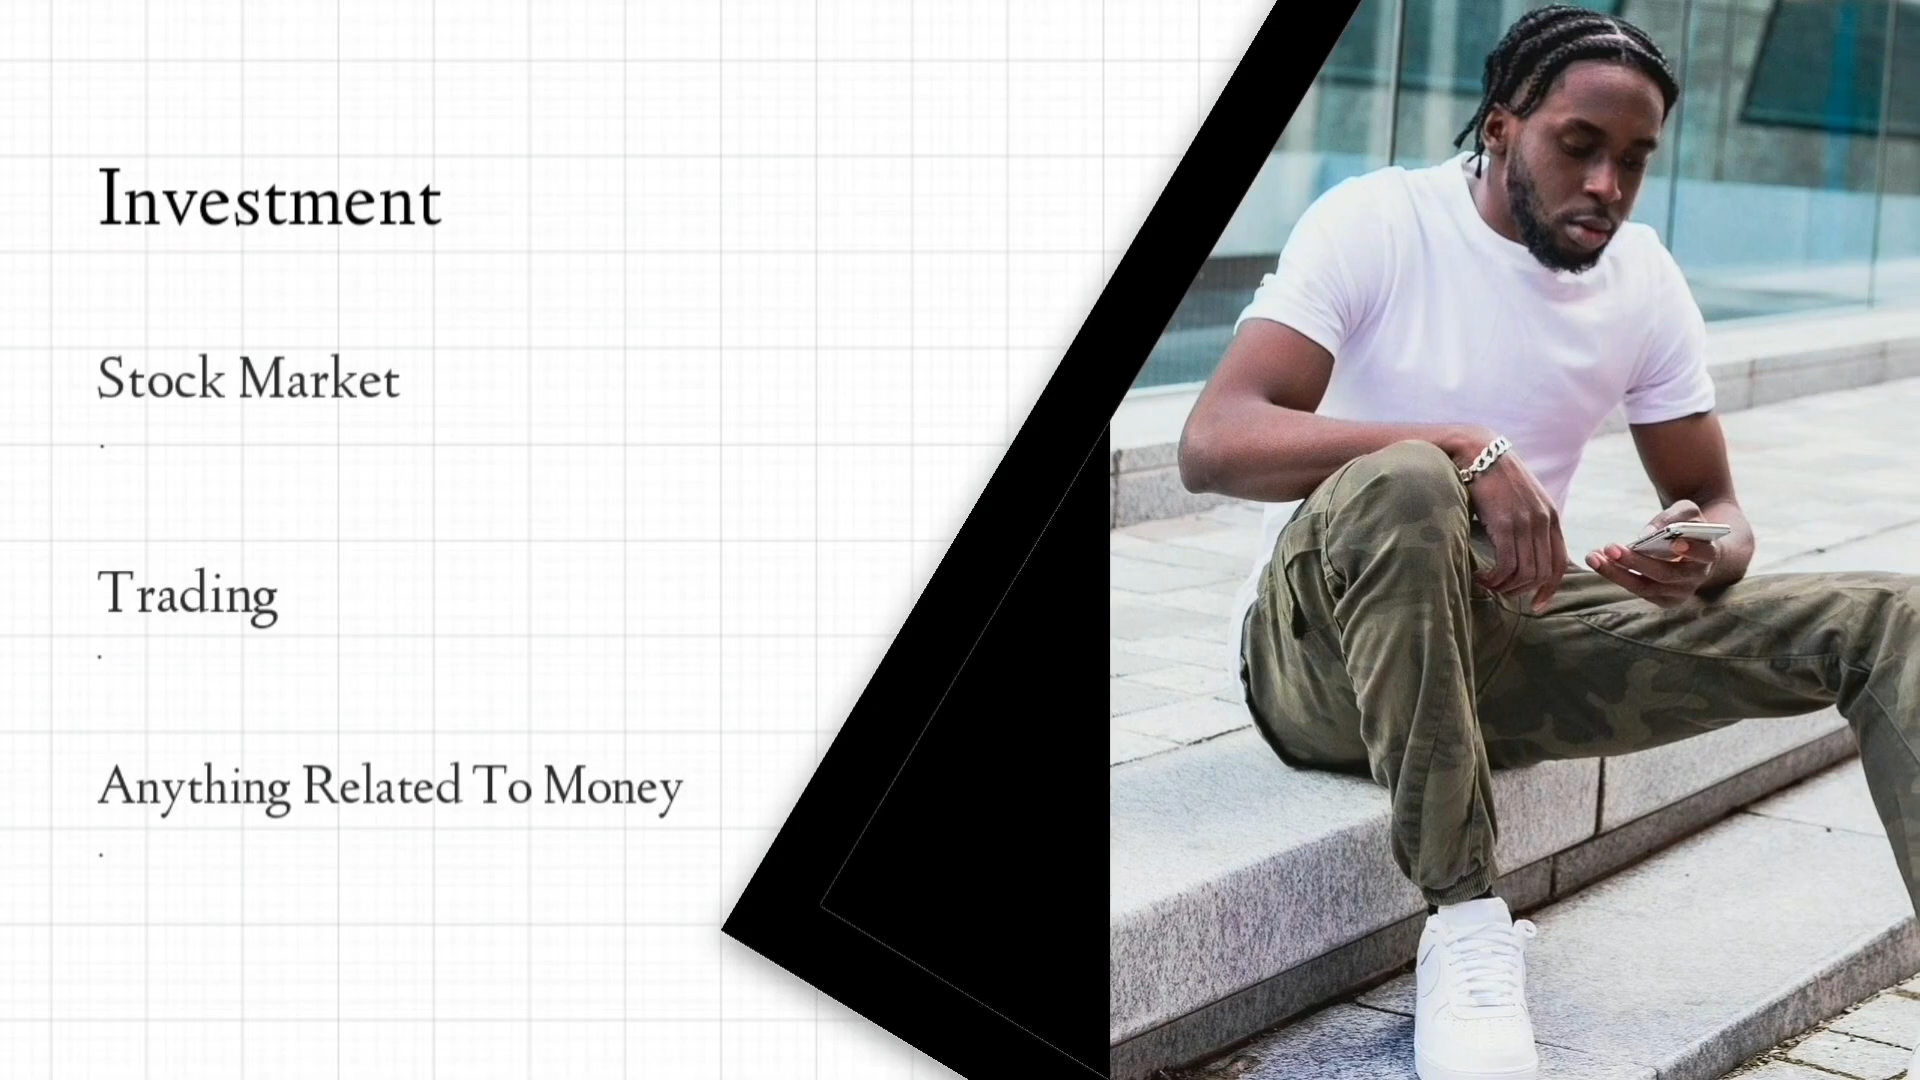 Investment
Stock Market
.
Trading
.
Anything Related To Money
.